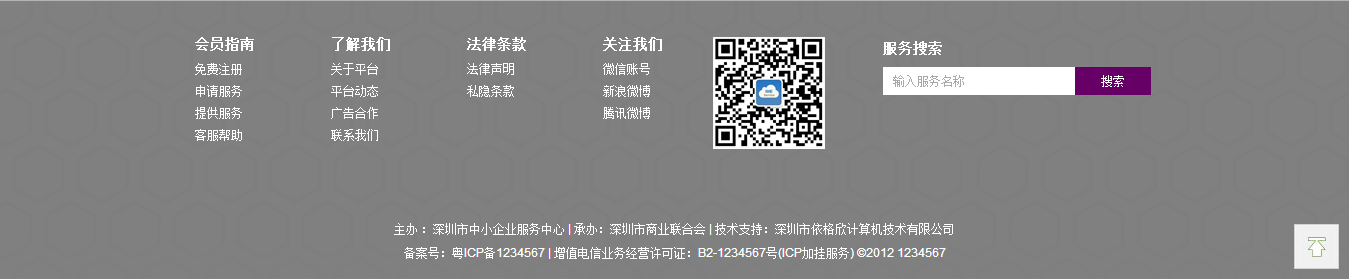 会员指南
免费注册
申请服务
提供服务
客服帮助
了解我们
关于平台
平台动态
广告合作
联系我们
法律条款
法律声明
私隐条款
关注我们
微信账号
新浪微博
腾讯微博
服务搜索
输入服务名称
搜索
主办 ：深圳市中小企业服务中心 | 承办：深圳市商业联合会 | 技术支持：深圳市依格欣计算机技术有限公司
备案号：粤ICP备1234567 | 增值电信业务经营许可证：B2-1234567号(ICP加挂服务) ©2012 1234567